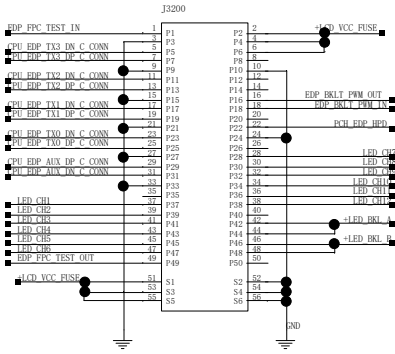 J3200
EDP_FPC_TEST_IN 1 P1 P2 2 +LCD_VCC_FUSE
3 P3 P4 4
CPU_EDP_TX3_DN_C_CONN 5 P5 P6 6
CPU_EDP_TX3_DP_C_CONN 7 P7 P8 8
9 P9 P10 10
CPU_EDP_TX2_DN_C_CONN 11 P11 P12 12
CPU_EDP_TX2_DP_C_CONN 13 P13 P14 14
15 P15 P16 16 EDP_BKLT_PWM_OUT
CPU_EDP_TX1_DN_C_CONN 17 P17 P18 18 EDP_BKLT_PWM_IN
CPU_EDP_TX1_DP_C_CONN 19 P19 P20 20
21 P21 P22 22 PCH_EDP_HPD
CPU_EDP_TX0_DN_C_CONN 23 P23 P24 24
CPU_EDP_TX0_DP_C_CONN 25 P25 P26 26
27 P27 P28 28 LED_CH7
CPU_EDP_AUX_DP_C_CONN 29 P29 P30 30
CPU_EDP_AUX_DN_C_CONN 31 P31 P32 32
33 P33 P34 34 LED_CH10
35 P35 P36 36
LED_CH1 37 P37 P38 38
LED_CH2 39 P39 P40 40
LED_CH3 41 P41 P42 42 +LED_BKL_A
LED_CH4 43 P43 P44 44
LED_CH5 45 P45 P46 46 +LED_BKL_B
LED_CH6 47 P47 P48 48
EDP_FPC_TEST_OUT 49 P49 P50 50
+LCD_VCC_FUSE 51 S1 S2 52
53 S3 S4 54
55 S5 S6 56
GND